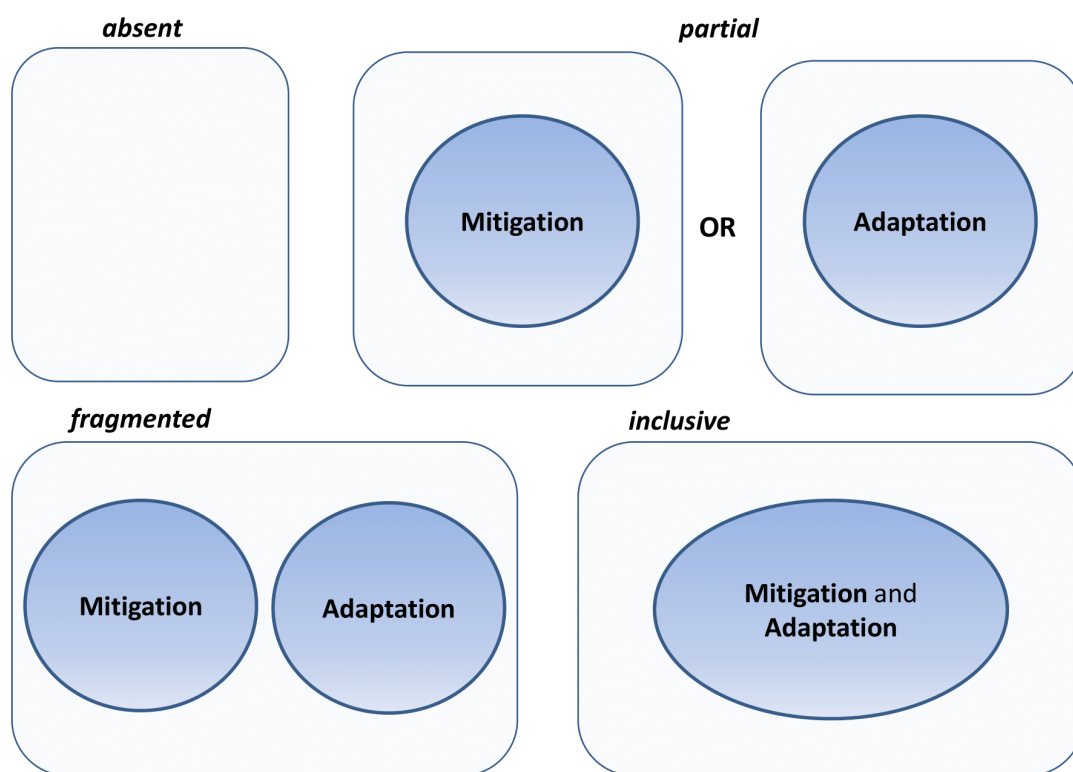 absent
partial
Mitigation
OR
Adaptation
fragmented
inclusive
Mitigation
Adaptation
Mitigation and
Adaptation